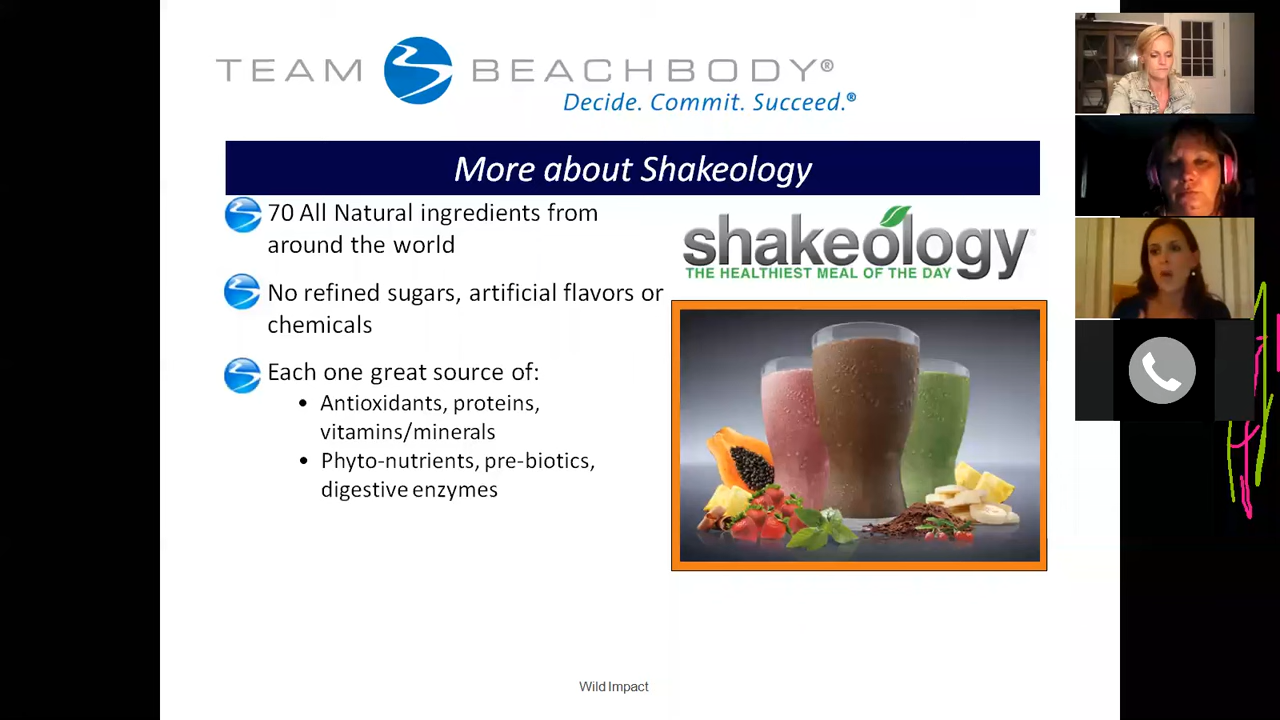 TEAM BEACHBODY®
Decide. Commit. Succeed.®
More about Shakeology
70 All Natural ingredients from
around the world
No refined sugars, artificial flavors or
chemicals
Each one great source of:
• Antioxidants, proteins,
vitamins/minerals
• Phyto-nutrients, pre-biotics,
digestive enzymes
shakeology
THE HEALTHIEST MEAL OF THE DAY
Wild Impact